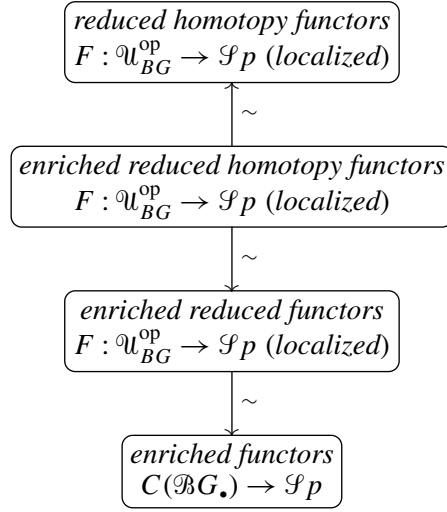 reduced homotopy functors
F : 𝒰_{BG}^{op} → 𝒮p (localized)
∼
enriched reduced homotopy functors
F : 𝒰_{BG}^{op} → 𝒮p (localized)
∼
enriched reduced functors
F : 𝒰_{BG}^{op} → 𝒮p (localized)
∼
enriched functors
C(ℬG_•) → 𝒮p